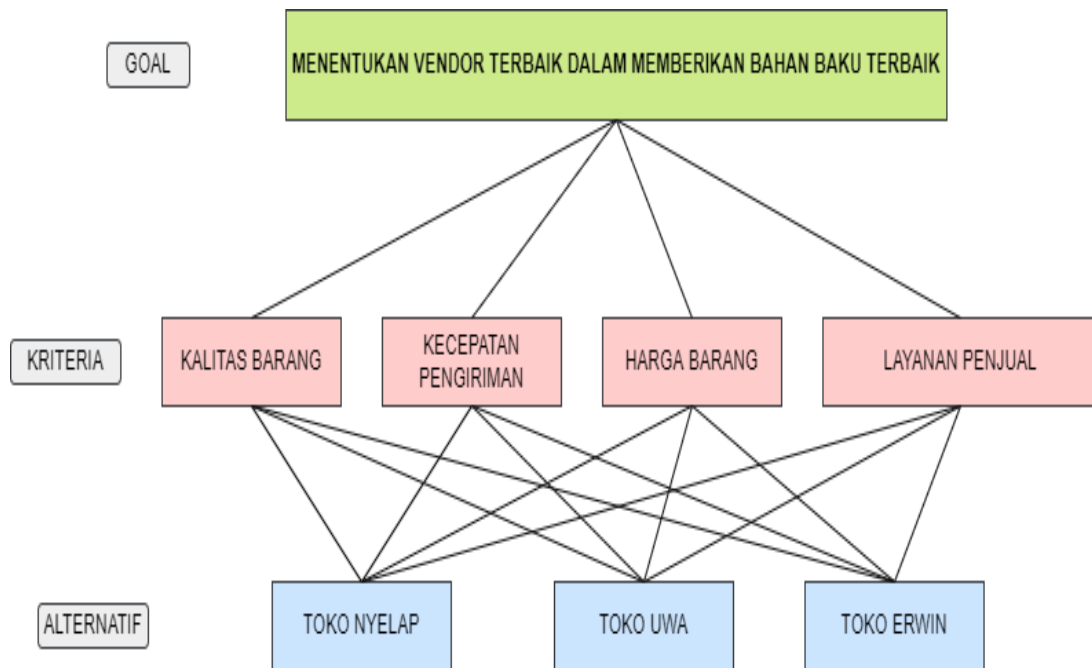 GOAL
MENENTUKAN VENDOR TERBAIK DALAM MEMBERIKAN BAHAN BAKU TERBAIK
KRITERIA
KALITAS BARANG
KECEPATAN
PENGIRIMAN
HARGA BARANG
LAYANAN PENJUAL
ALTERNATIF
TOKO NYELAP
TOKO UWA
TOKO ERWIN